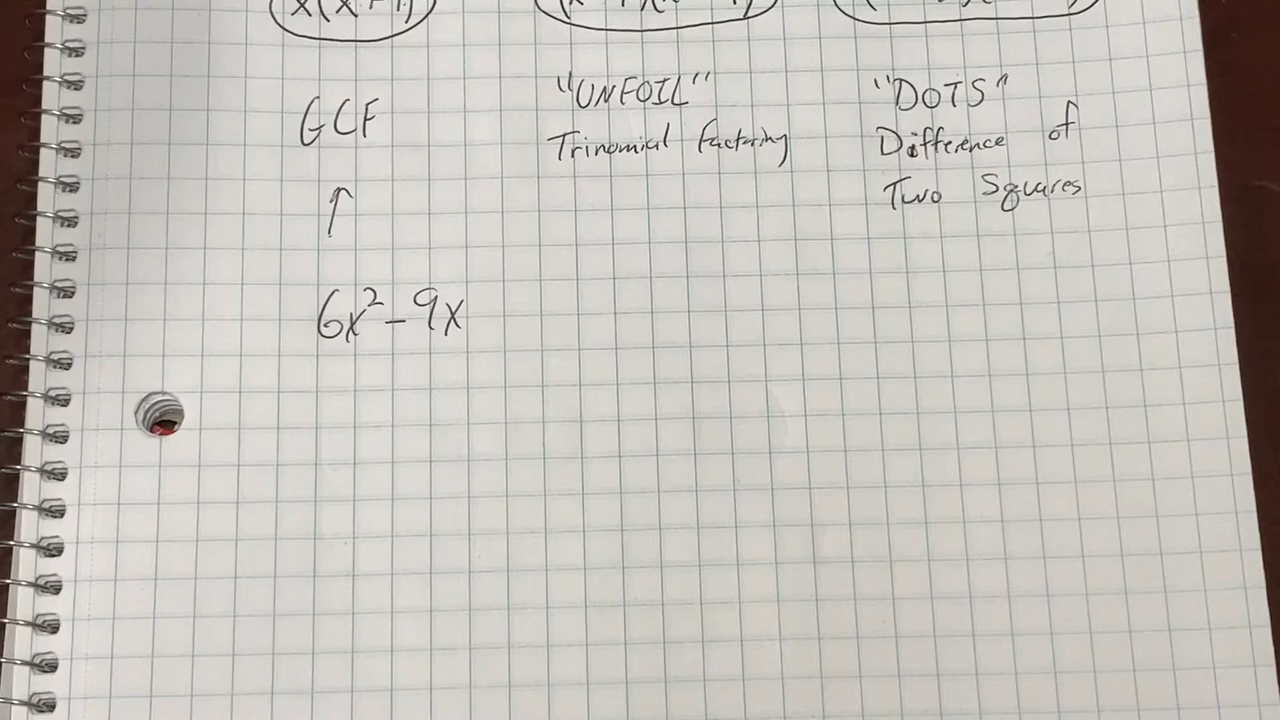 GCF
"UNFOIL"
Trinomial Factoring
"DOTS"
Difference of
Two Squares
↑
6x² - 9x